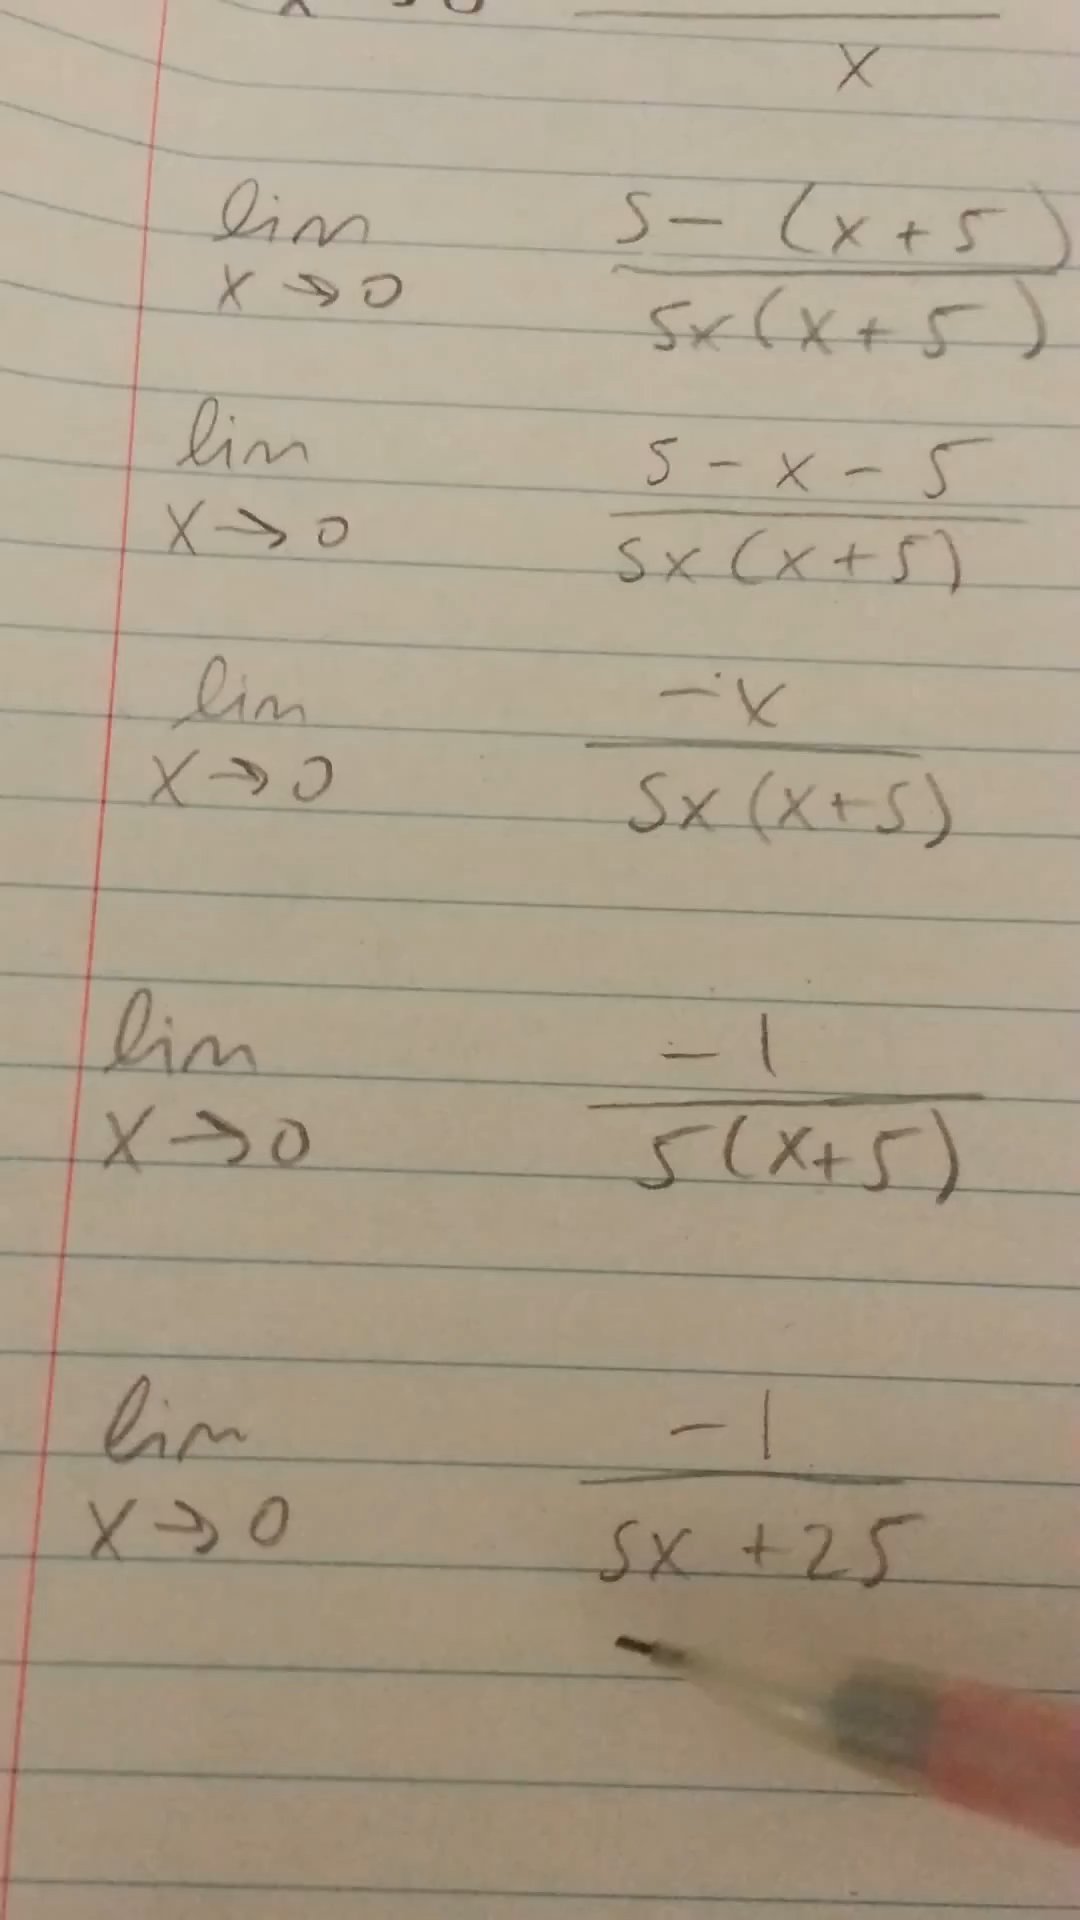 x
lim 5 - (x + 5)
x → 0 5x (x + 5)
lim 5 - x - 5
x → 0 5x (x + 5)
lim - x
x → 0 5x (x + 5)
lim - 1
x → 0 5 (x + 5)
lim - 1
x → 0 5x + 25